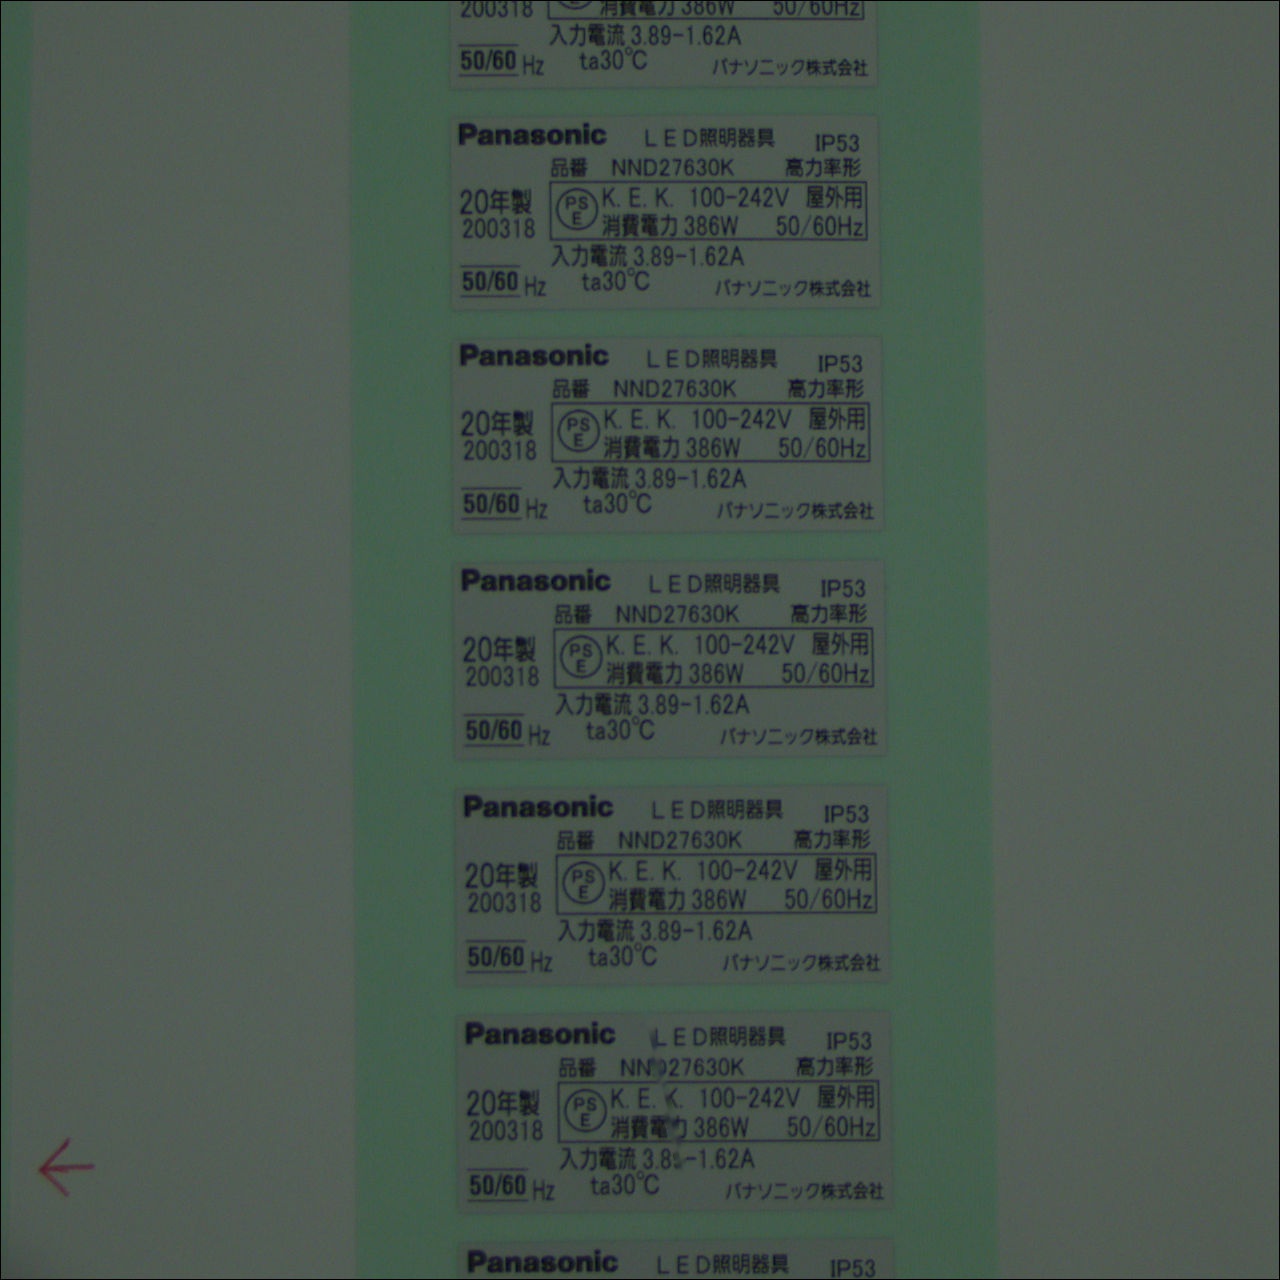 200318 消費電力 386W 50/60Hz
入力電流 3.89-1.62A
50/60 Hz ta30℃ パナソニック株式会社
Panasonic LED照明器具 IP53
品番 NND27630K 高力率形
20年製 PS E K. E. K. 100-242V 屋外用
200318 消費電力 386W 50/60Hz
入力電流 3.89-1.62A
50/60 Hz ta30℃ パナソニック株式会社
Panasonic LED照明器具 IP53
品番 NND27630K 高力率形
20年製 PS E K. E. K. 100-242V 屋外用
200318 消費電力 386W 50/60Hz
入力電流 3.89-1.62A
50/60 Hz ta30℃ パナソニック株式会社
Panasonic LED照明器具 IP53
品番 NND27630K 高力率形
20年製 PS E K. E. K. 100-242V 屋外用
200318 消費電力 386W 50/60Hz
入力電流 3.89-1.62A
50/60 Hz ta30℃ パナソニック株式会社
Panasonic LED照明器具 IP53
品番 NND27630K 高力率形
20年製 PS E K. E. K. 100-242V 屋外用
200318 消費電力 386W 50/60Hz
入力電流 3.89-1.62A
50/60 Hz ta30℃ パナソニック株式会社
Panasonic LED照明器具 IP53
品番 NND27630K 高力率形
20年製 PS E K. E. K. 100-242V 屋外用
200318 消費電力 386W 50/60Hz
入力電流 3.89-1.62A
50/60 Hz ta30℃ パナソニック株式会社
Panasonic LED照明器具 IP53